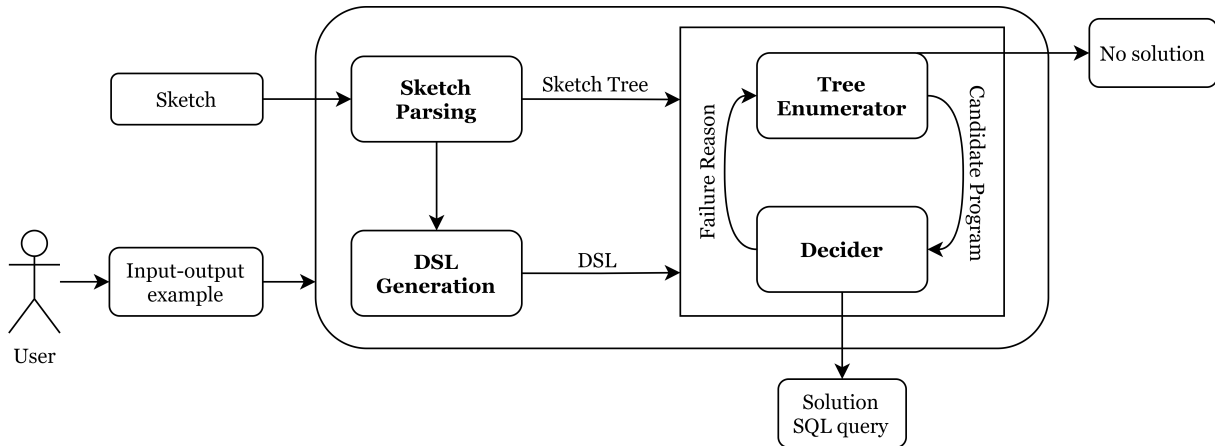 Sketch
Sketch
Parsing
Sketch Tree
Tree
Enumerator
No solution
Failure Reason
Candidate Program
User
Input-output
example
DSL
Generation
DSL
Decider
Solution
SQL query